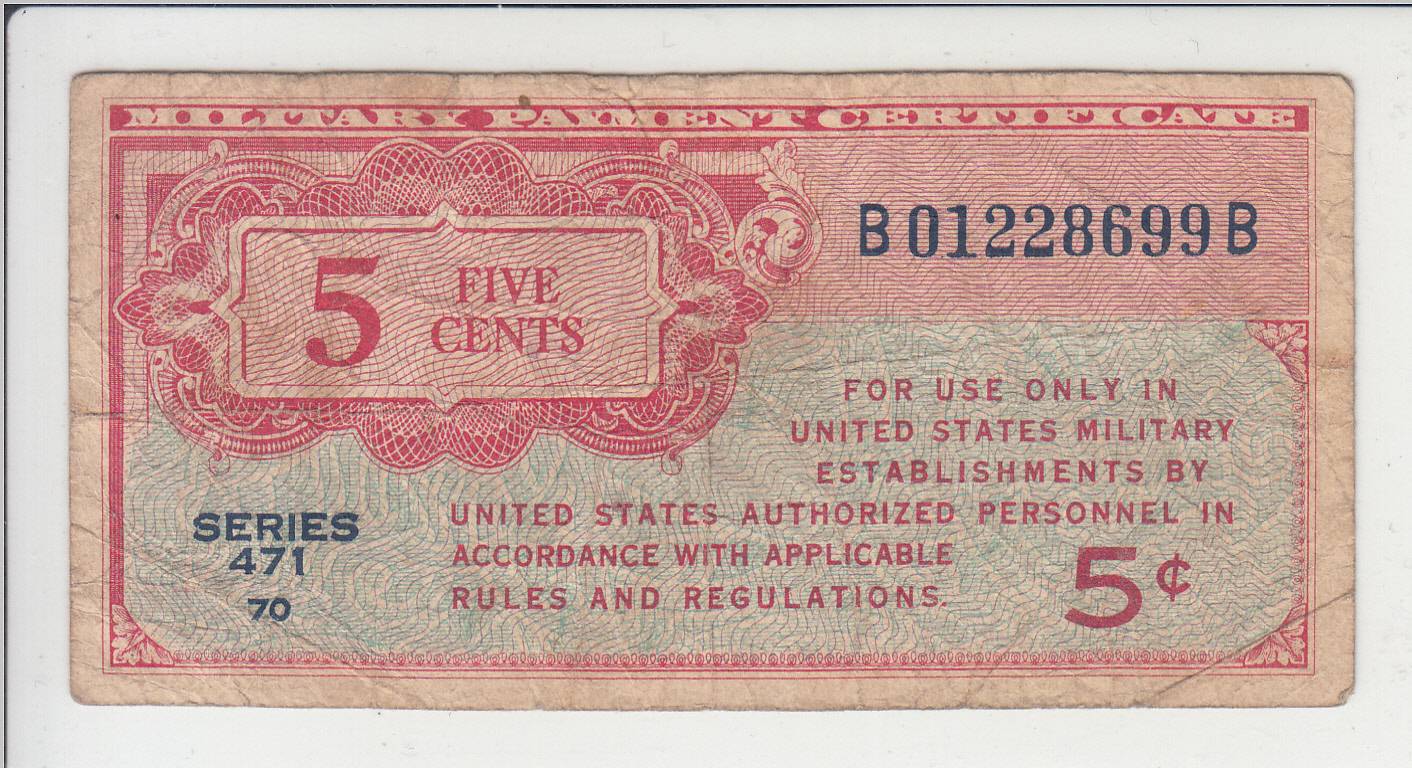 MILITARY PAYMENT CERTIFICATE
B01228699B
5 FIVE
CENTS
FOR USE ONLY IN
UNITED STATES MILITARY
ESTABLISHMENTS BY
UNITED STATES AUTHORIZED PERSONNEL IN
ACCORDANCE WITH APPLICABLE
RULES AND REGULATIONS.
SERIES
471
70
5¢